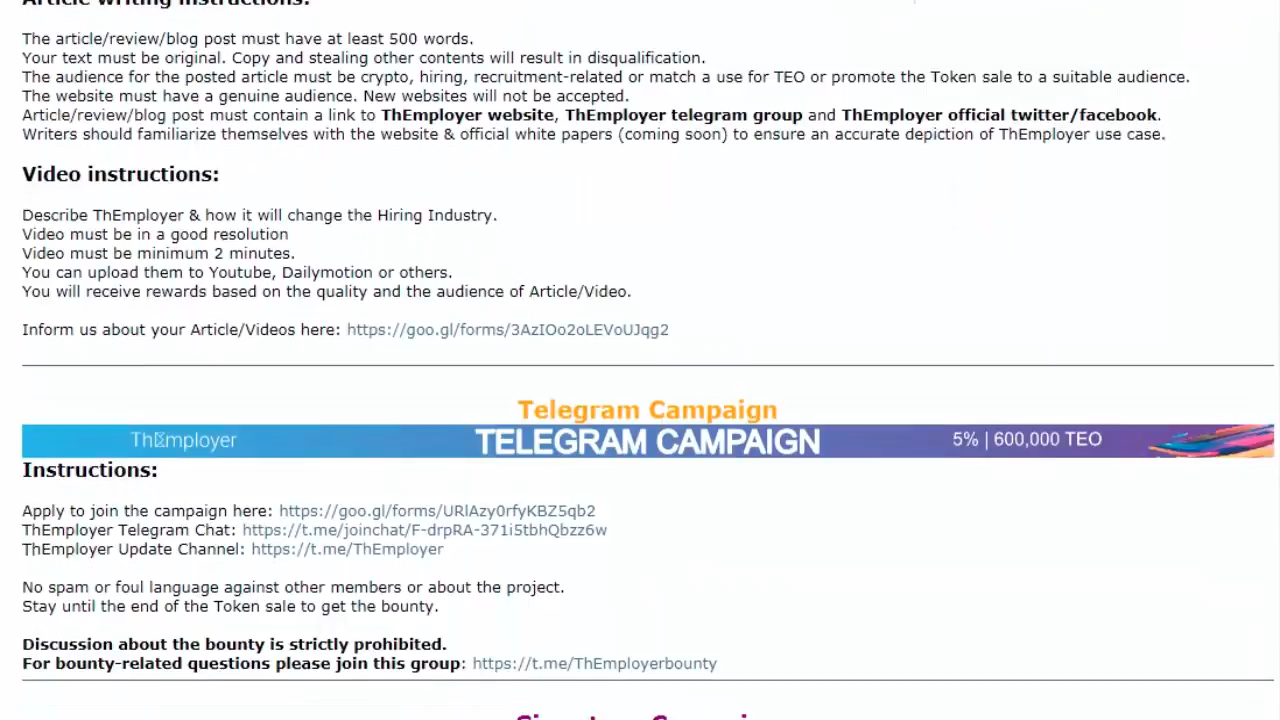 Article writing instructions:
The article/review/blog post must have at least 500 words.
Your text must be original. Copy and stealing other contents will result in disqualification.
The audience for the posted article must be crypto, hiring, recruitment-related or match a use for TEO or promote the Token sale to a suitable audience.
The website must have a genuine audience. New websites will not be accepted.
Article/review/blog post must contain a link to ThEmployer website, ThEmployer telegram group and ThEmployer official twitter/facebook.
Writers should familiarize themselves with the website & official white papers (coming soon) to ensure an accurate depiction of ThEmployer use case.
Video instructions:
Describe ThEmployer & how it will change the Hiring Industry.
Video must be in a good resolution
Video must be minimum 2 minutes.
You can upload them to Youtube, Dailymotion or others.
You will receive rewards based on the quality and the audience of Article/Video.
Inform us about your Article/Videos here: https://goo.gl/forms/3AzIOo2oLEVoUJqg2
Telegram Campaign
ThEmployer TELEGRAM CAMPAIGN 5% | 600,000 TEO
Instructions:
Apply to join the campaign here: https://goo.gl/forms/URlAzy0rfyKBZ5qb2
ThEmployer Telegram Chat: https://t.me/joinchat/F-drpRA-371i5tbhQbzz6w
ThEmployer Update Channel: https://t.me/ThEmployer
No spam or foul language against other members or about the project.
Stay until the end of the Token sale to get the bounty.
Discussion about the bounty is strictly prohibited.
For bounty-related questions please join this group: https://t.me/ThEmployerbounty